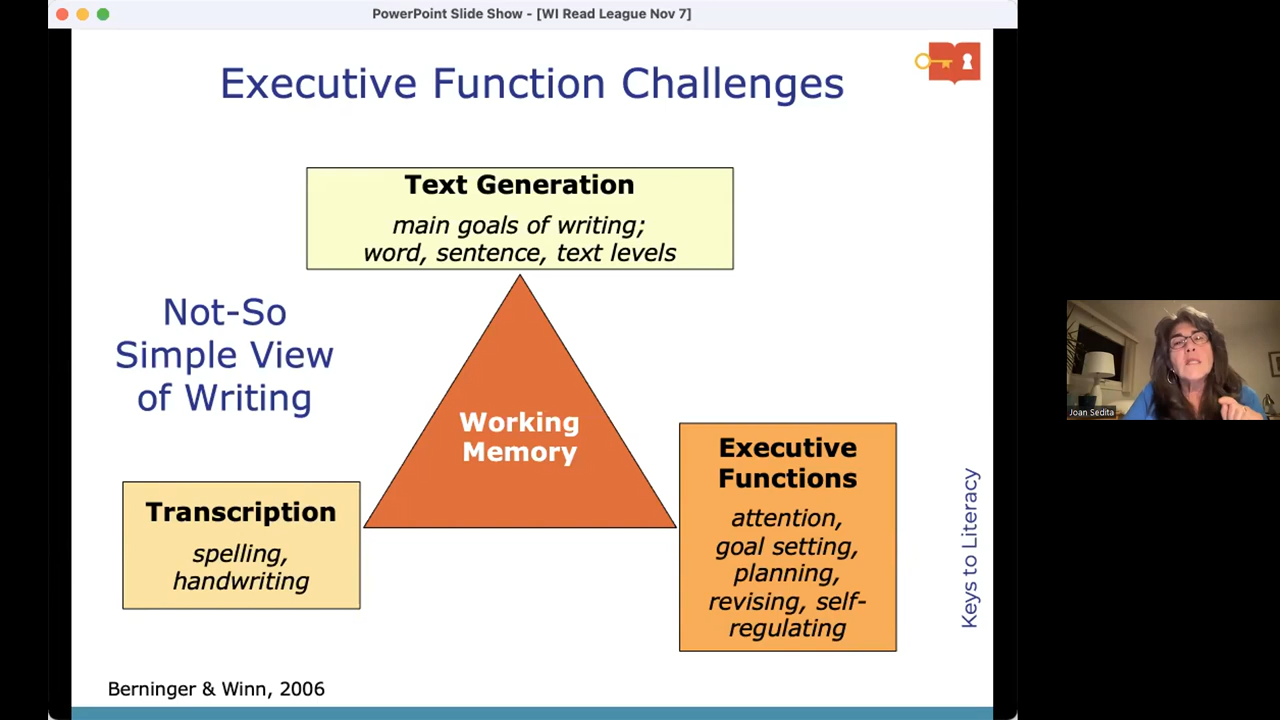 PowerPoint Slide Show - [WI Read League Nov 7]
Executive Function Challenges
Text Generation
main goals of writing;
word, sentence, text levels
Not-So
Simple View
of Writing
Working
Memory
Transcription
spelling,
handwriting
Executive
Functions
attention,
goal setting,
planning,
revising, self-
regulating
Keys to Literacy
Berninger & Winn, 2006
Joan Sedita